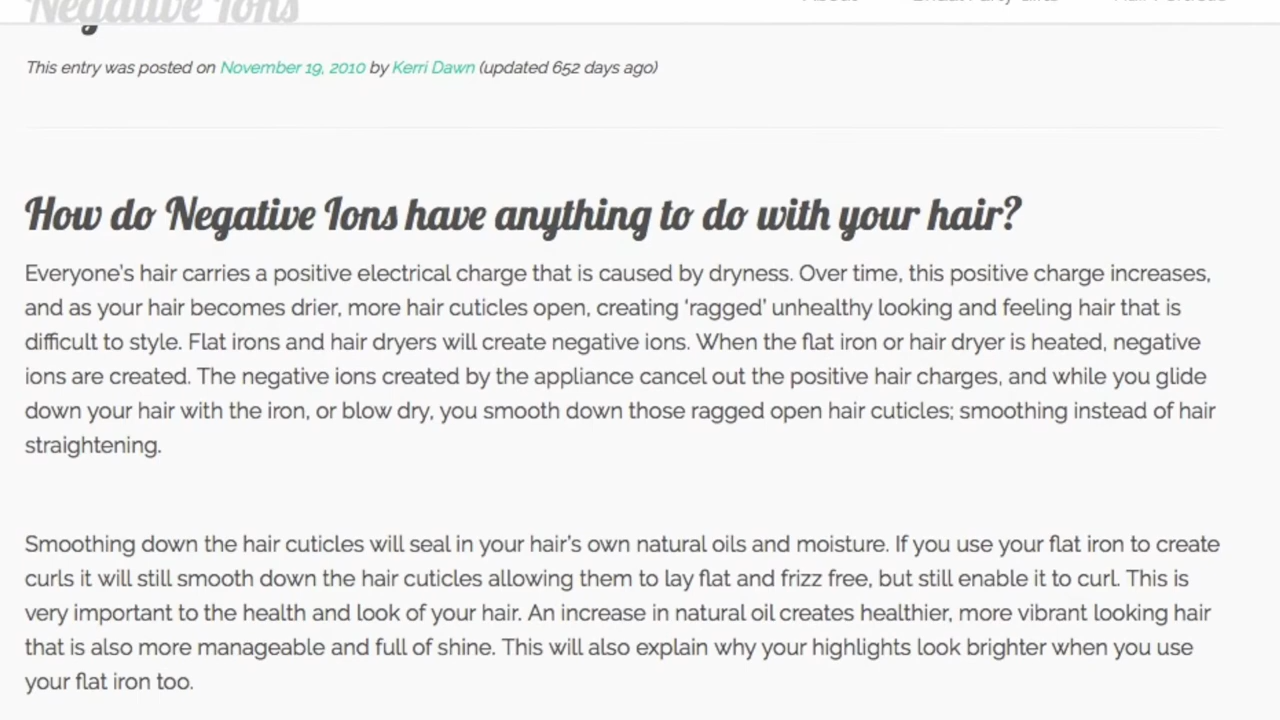 Negative Ions
This entry was posted on November 19, 2010 by Kerri Dawn (updated 652 days ago)
How do Negative Ions have anything to do with your hair?
Everyone's hair carries a positive electrical charge that is caused by dryness. Over time, this positive charge increases,
and as your hair becomes drier, more hair cuticles open, creating ‘ragged’ unhealthy looking and feeling hair that is
difficult to style. Flat irons and hair dryers will create negative ions. When the flat iron or hair dryer is heated, negative
ions are created. The negative ions created by the appliance cancel out the positive hair charges, and while you glide
down your hair with the iron, or blow dry, you smooth down those ragged open hair cuticles; smoothing instead of hair
straightening.
Smoothing down the hair cuticles will seal in your hair's own natural oils and moisture. If you use your flat iron to create
curls it will still smooth down the hair cuticles allowing them to lay flat and frizz free, but still enable it to curl. This is
very important to the health and look of your hair. An increase in natural oil creates healthier, more vibrant looking hair
that is also more manageable and full of shine. This will also explain why your highlights look brighter when you use
your flat iron too.